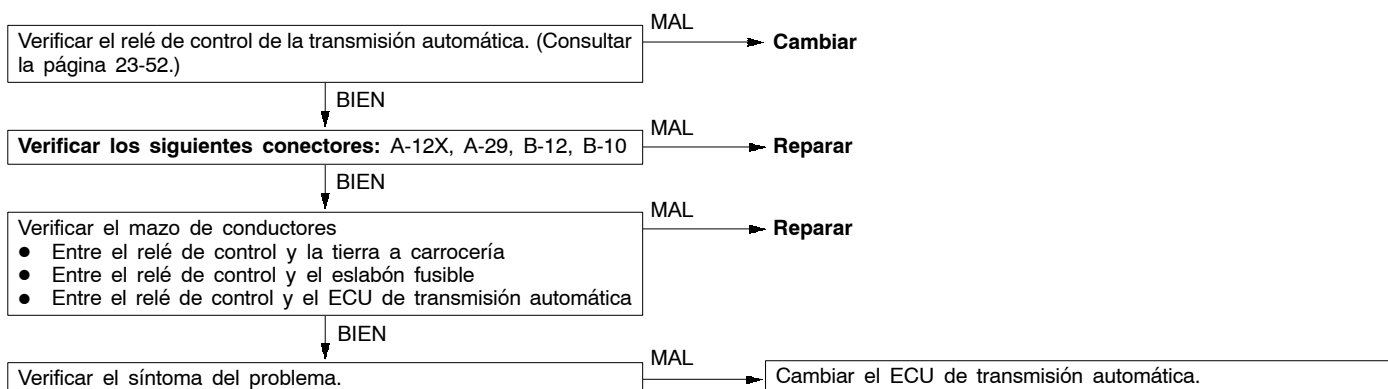 MAL
Verificar el relé de control de la transmisión automática. (Consultar
la página 23-52.)
Cambiar
BIEN
MAL
Verificar los siguientes conectores: A-12X, A-29, B-12, B-10
Reparar
BIEN
MAL
Verificar el mazo de conductores
Reparar
● Entre el relé de control y la tierra a carrocería
● Entre el relé de control y el eslabón fusible
● Entre el relé de control y el ECU de transmisión automática
BIEN
MAL
Verificar el síntoma del problema.
Cambiar el ECU de transmisión automática.